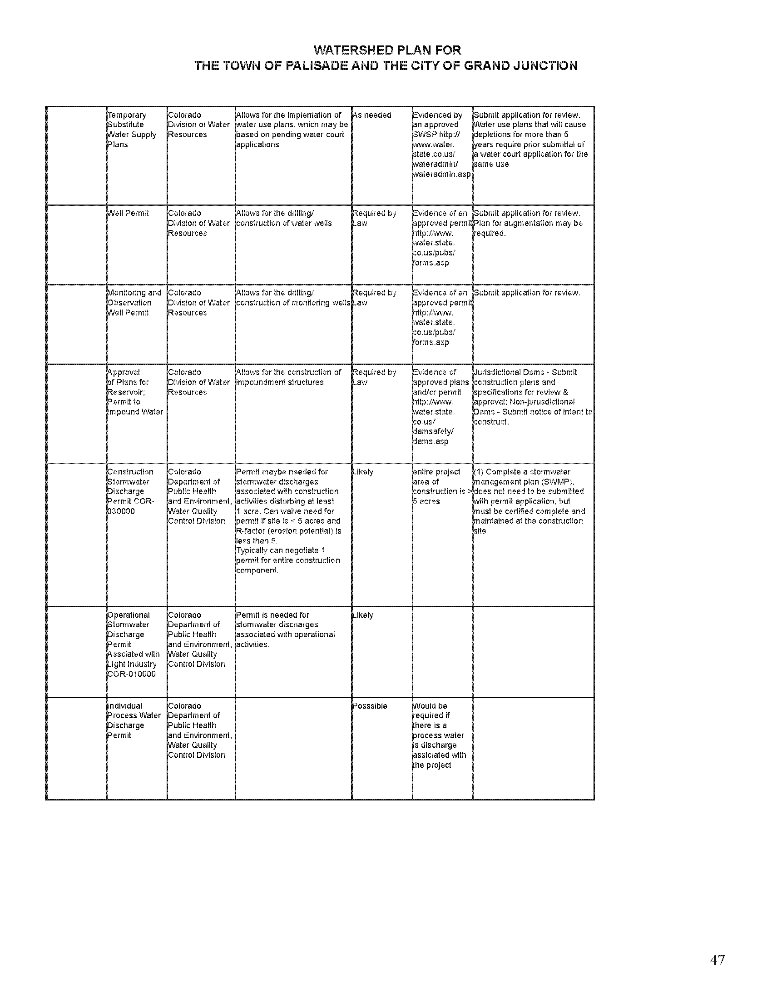 WATERSHED PLAN FOR
THE TOWN OF PALISADE AND THE CITY OF GRAND JUNCTION
Temporary
Substitute
Water Supply
Plans
Colorado
Division of Water
Resources
Allows for the implentation of
water use plans, which may be
based on pending water court
applications
As needed
Evidenced by
an approved
SWSP http://
www.water.
state.co.us/
wateradmin/
wateradmin.asp
Submit application for review.
Water use plans that will cause
depletions for more than 5
years require prior submittal of
a water court application for the
same use
Well Permit
Colorado
Division of Water
Resources
Allows for the drilling/
construction of water wells
Required by
Law
Evidence of an
approved permit
http://www.
water.state.
co.us/pubs/
forms.asp
Submit application for review.
Plan for augmentation may be
required.
Monitoring and
Observation
Well Permit
Colorado
Division of Water
Resources
Allows for the drilling/
construction of monitoring wells
Required by
Law
Evidence of an
approved permit
http://www.
water.state.
co.us/pubs/
forms.asp
Submit application for review.
Approval
of Plans for
Reservoir;
Permit to
Impound Water
Colorado
Division of Water
Resources
Allows for the construction of
impoundment structures
Required by
Law
Evidence of
approved plans
and/or permit
http://www.
water.state.
co.us/
damsafety/
dams.asp
Jurisdictional Dams - Submit
construction plans and
specifications for review &
approval; Non-jurusdictional
Dams - Submit notice of intent to
construct.
Construction
Stormwater
Discharge
Permit COR-
030000
Colorado
Department of
Public Health
and Environment,
Water Quality
Control Division
Permit maybe needed for
stormwater discharges
associated with construction
activities disturbing at least
1 acre. Can waive need for
permit if site is < 5 acres and
R-factor (erosion potential) is
less than 5.
Typically can negotiate 1
permit for entire construction
component.
Likely
entire project
area of
construction is >
5 acres
(1) Complete a stormwater
management plan (SWMP),
does not need to be submitted
with permit application, but
must be certified complete and
maintained at the construction
site
Operational
Stormwater
Discharge
Permit
Assciated with
Light Industry
COR-010000
Colorado
Department of
Public Health
and Environment,
Water Quality
Control Division
Permit is needed for
stormwater discharges
associated with operational
activities.
Likely
Individual
Process Water
Discharge
Permit
Colorado
Department of
Public Health
and Environment,
Water Quality
Control Division
Posssible
Would be
required if
there is a
process water
is discharge
assiciated with
the project
47